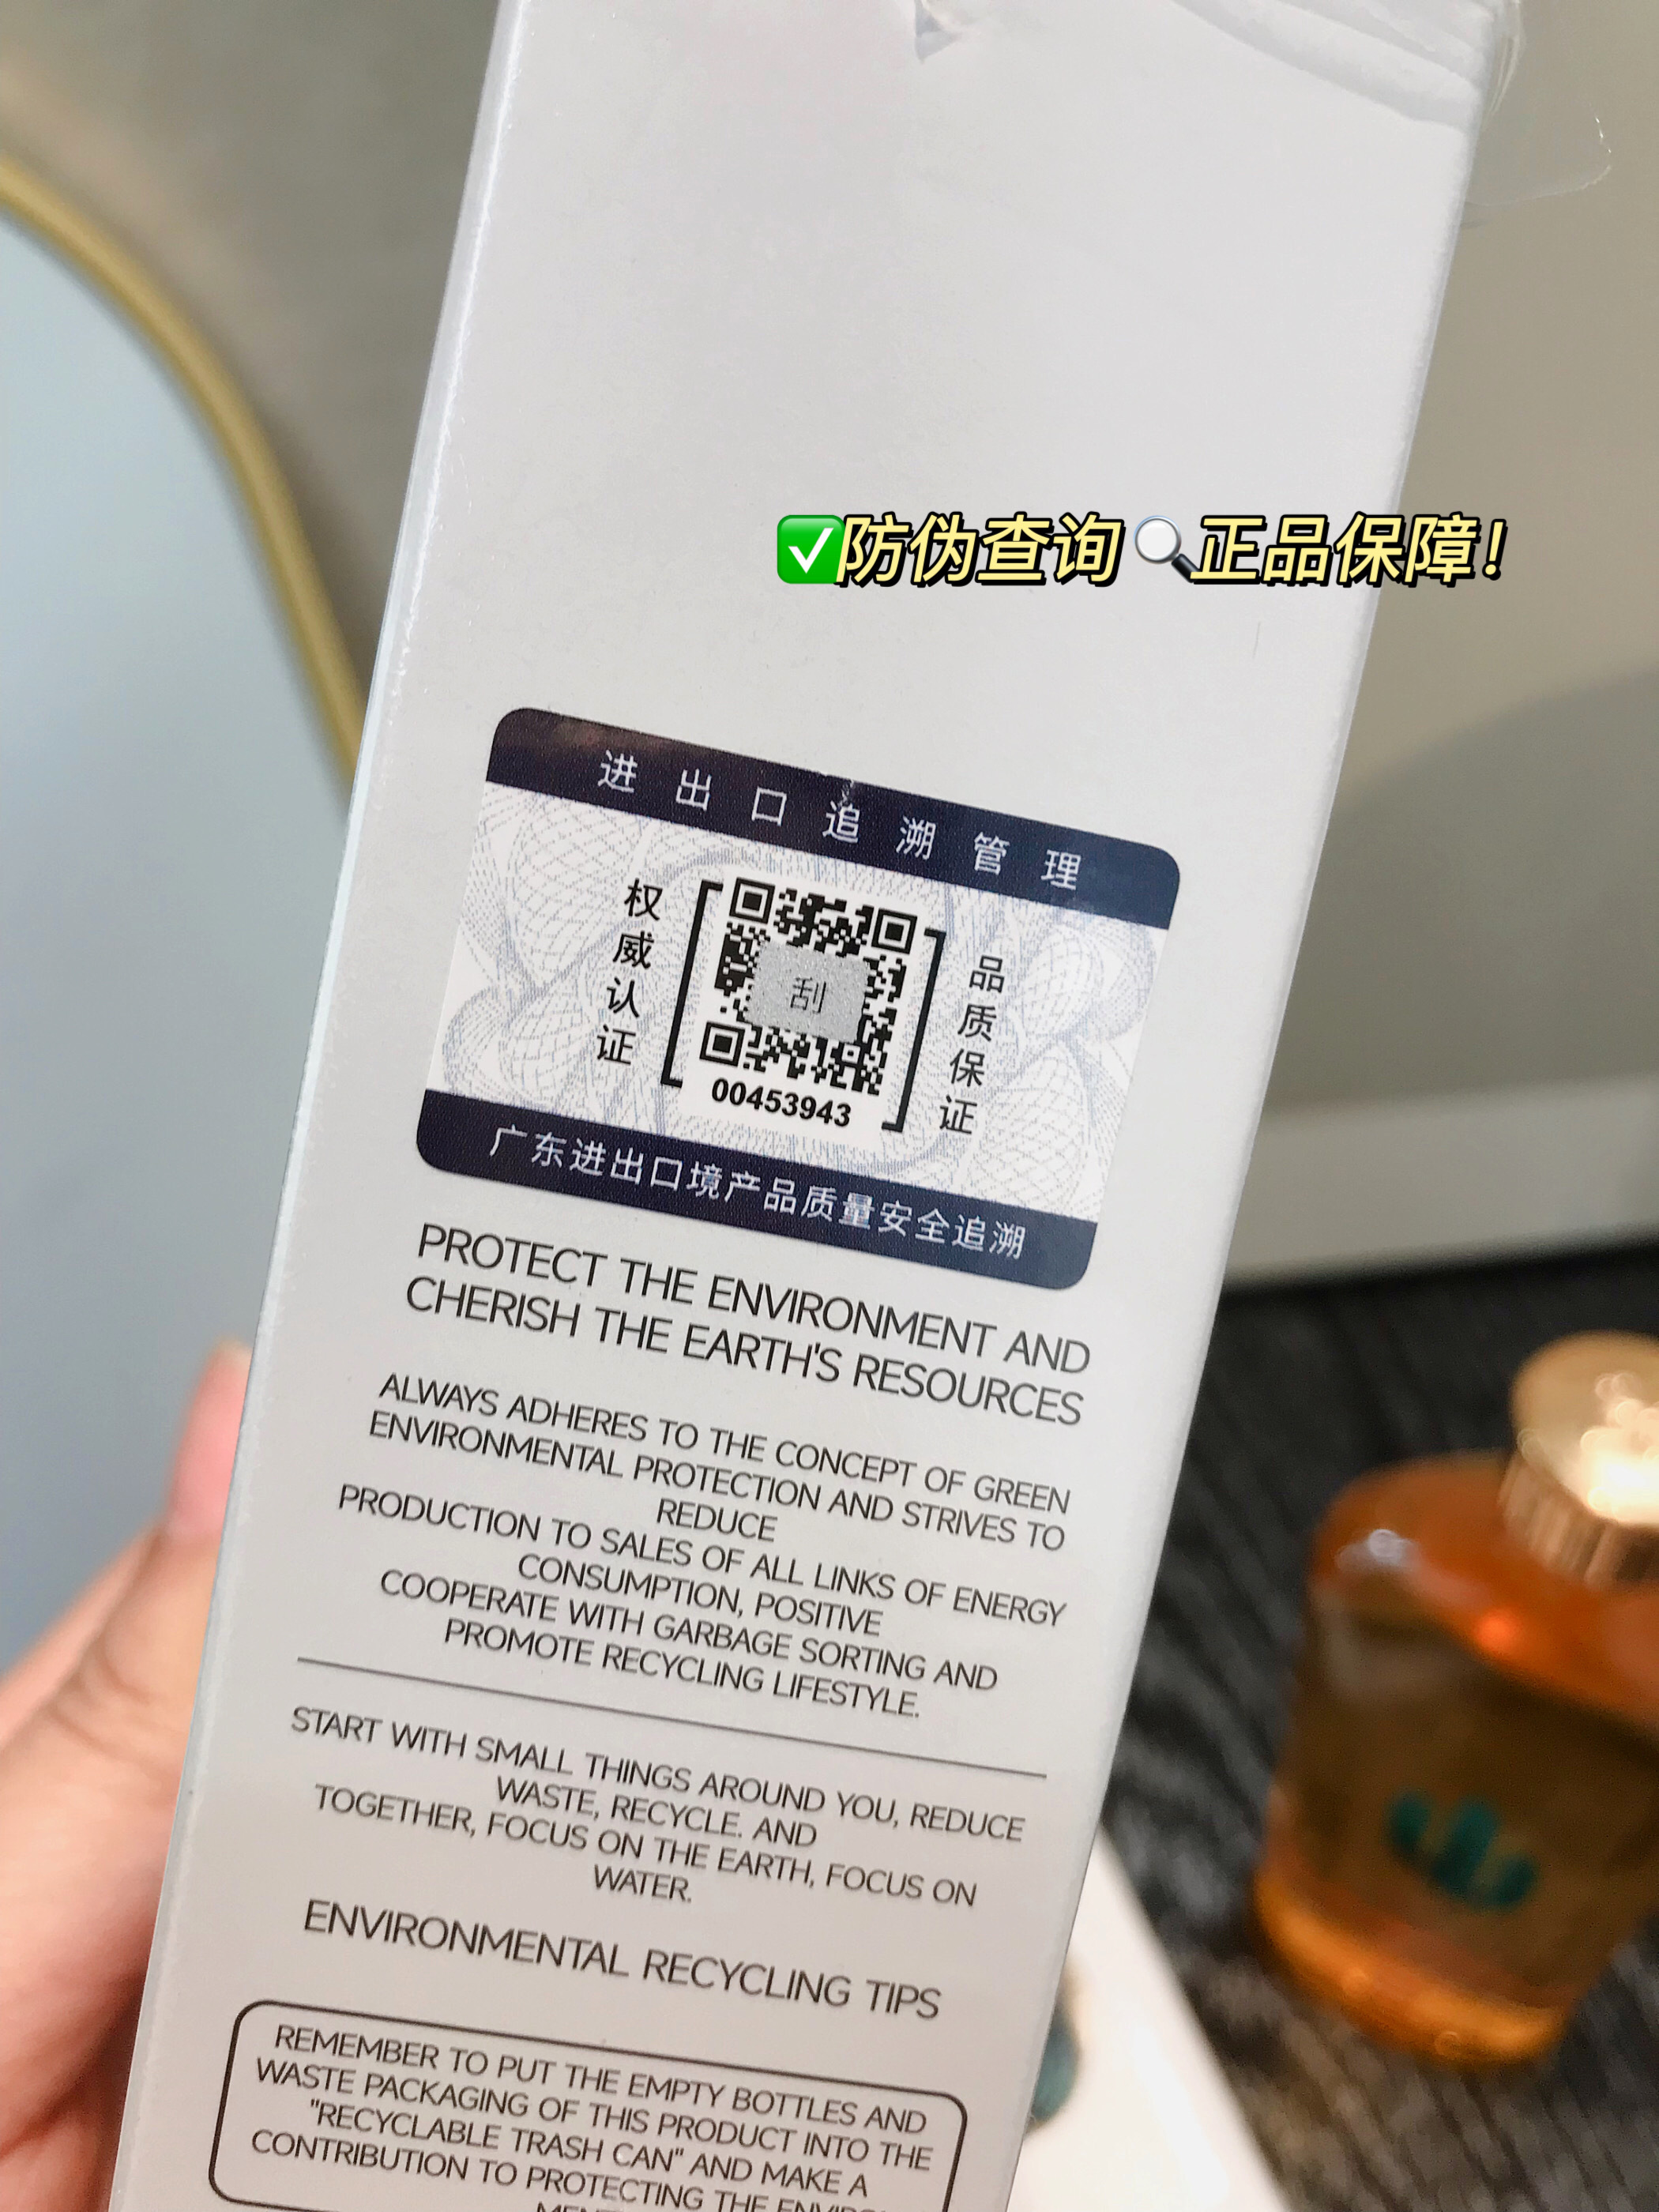 ✅防伪查询🔍正品保障!
进出口追溯管理
权威认证
刮
品质保证
00453943
广东进出口境产品质量安全追溯
PROTECT THE ENVIRONMENT AND
CHERISH THE EARTH'S RESOURCES
ALWAYS ADHERES TO THE CONCEPT OF GREEN
ENVIRONMENTAL PROTECTION AND STRIVES TO
REDUCE
PRODUCTION TO SALES OF ALL LINKS OF ENERGY
CONSUMPTION, POSITIVE
COOPERATE WITH GARBAGE SORTING AND
PROMOTE RECYCLING LIFESTYLE.
START WITH SMALL THINGS AROUND YOU, REDUCE
WASTE, RECYCLE. AND
TOGETHER, FOCUS ON THE EARTH, FOCUS ON
WATER.
ENVIRONMENTAL RECYCLING TIPS
REMEMBER TO PUT THE EMPTY BOTTLES AND
WASTE PACKAGING OF THIS PRODUCT INTO THE
"RECYCLABLE TRASH CAN" AND MAKE A
CONTRIBUTION TO PROTECTING THE